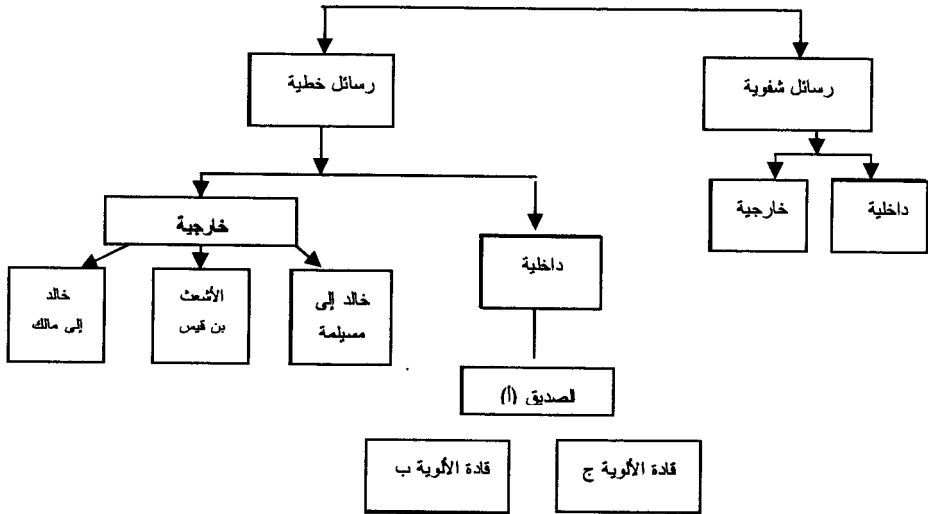 رسائل شفوية
رسائل خطية
داخلية
خارجية
خارجية
داخلية
خالد إلى
مسيلمة
الأشعث
بن قيس
خالد
إلى مالك
الصديق (أ)
قادة الألوية ج
قادة الألوية ب